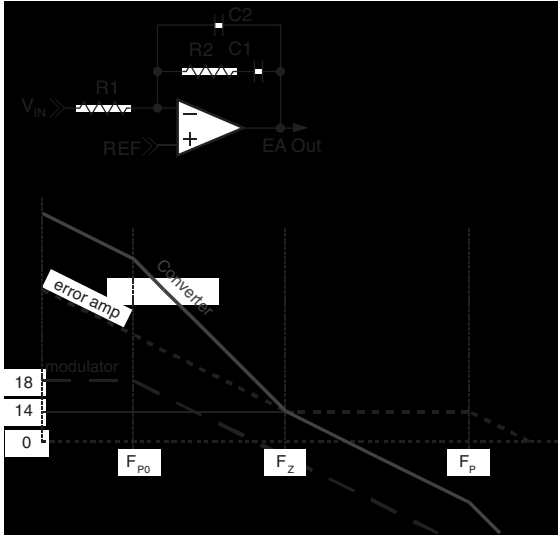 C2
R2 C1
R1
VIN
REF
EA Out
Converter
error amp
modulator
18
14
0
FP0 FZ FP